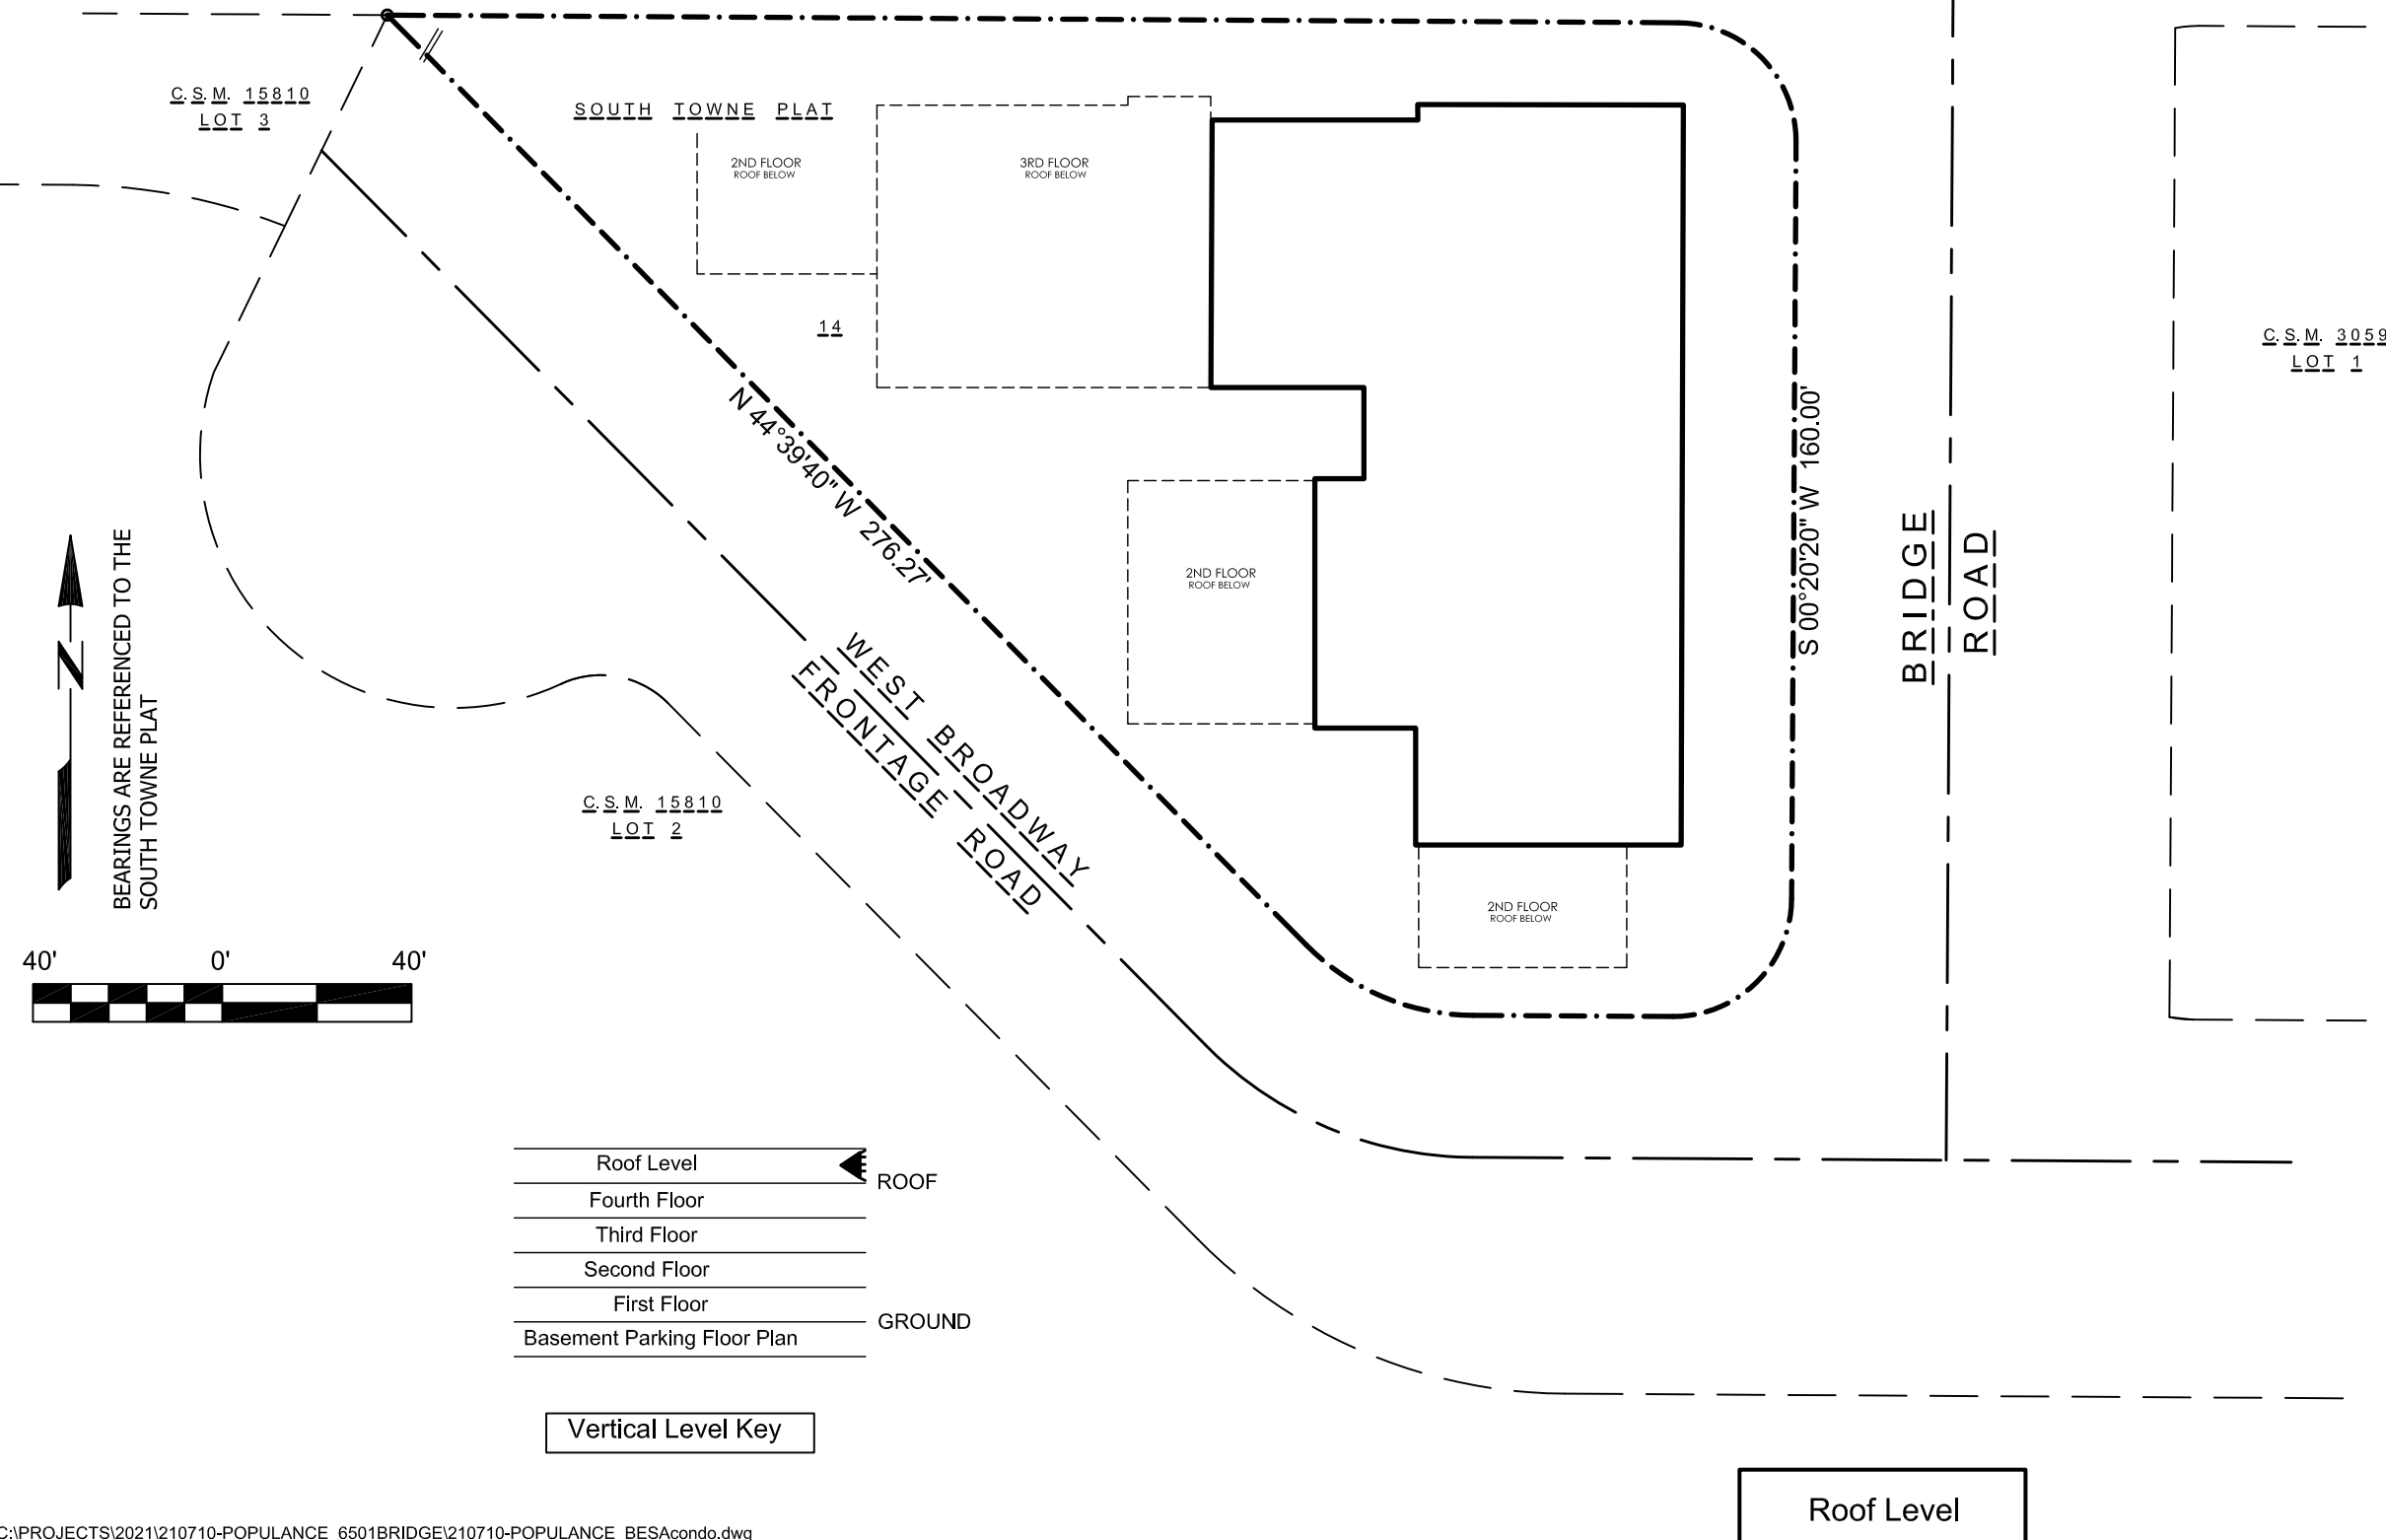 C.S.M. 15810
LOT 3
SOUTH TOWNE PLAT
2ND FLOOR
ROOF BELOW
3RD FLOOR
ROOF BELOW
14
C.S.M. 3059
LOT 1
N 44°39'40" W 276.27'
S 00°20'20" W 160.00'
BRIDGE
ROAD
N
BEARINGS ARE REFERENCED TO THE
SOUTH TOWNE PLAT
2ND FLOOR
ROOF BELOW
WEST BROADWAY
FRONTAGE ROAD
C.S.M. 15810
LOT 2
2ND FLOOR
ROOF BELOW
40' 0' 40'
Roof Level
ROOF
Fourth Floor
Third Floor
Second Floor
First Floor
GROUND
Basement Parking Floor Plan
Vertical Level Key
Roof Level
C:\PROJECTS\2021\210710-POPULANCE_6501BRIDGE\210710-POPULANCE_BESAcondo.dwg